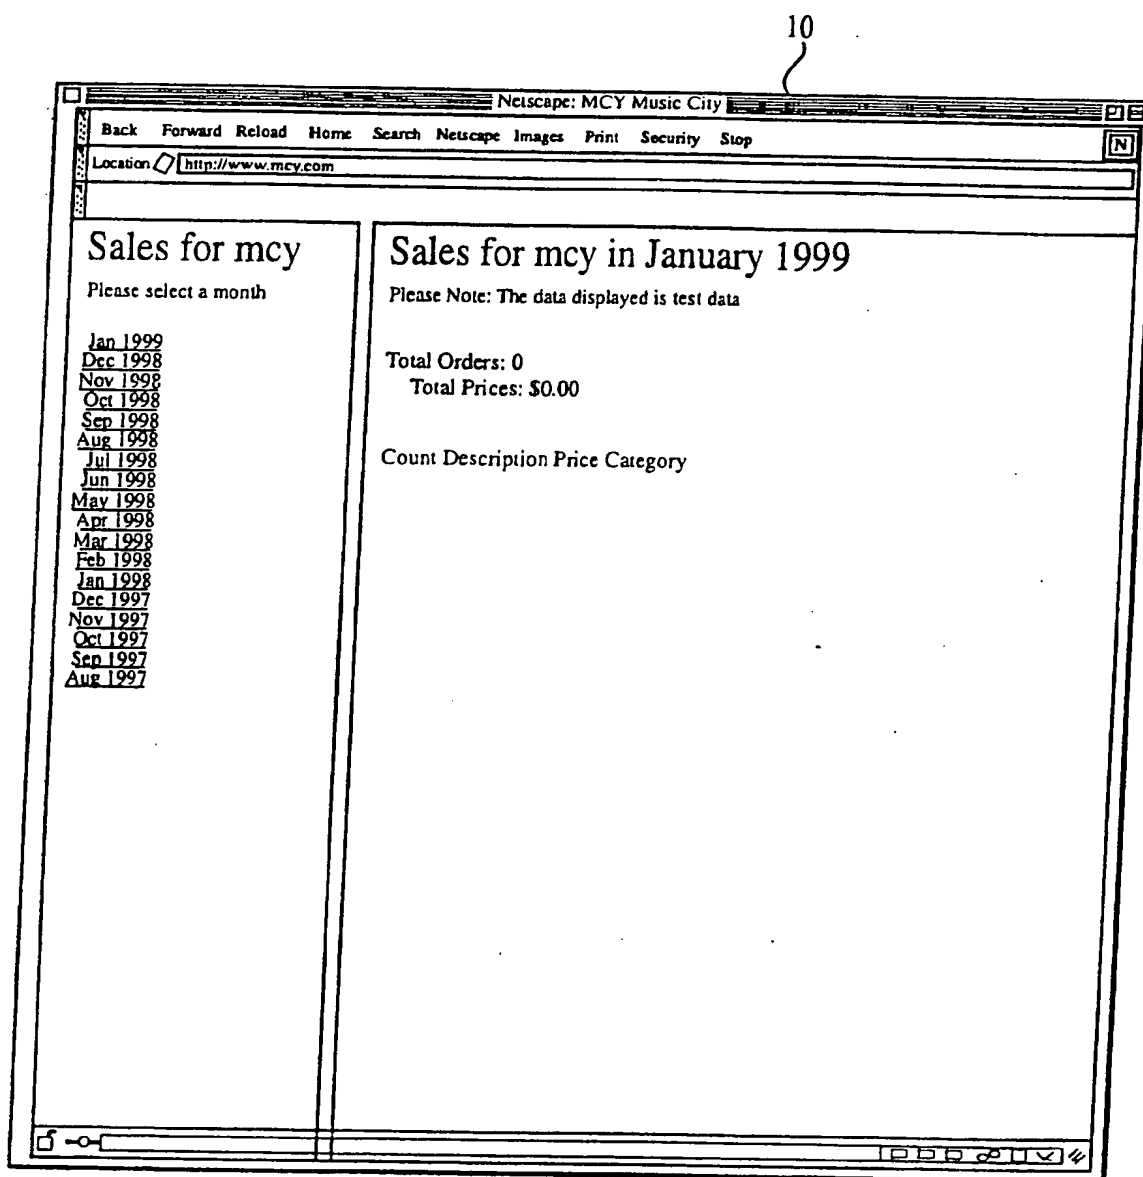 10
Netscape: MCY Music City
Back Forward Reload Home Search Netscape Images Print Security Stop
N
Location http://www.mcy.com
Sales for mcy
Please select a month
Jan 1999
Dec 1998
Nov 1998
Oct 1998
Sep 1998
Aug 1998
Jul 1998
Jun 1998
May 1998
Apr 1998
Mar 1998
Feb 1998
Jan 1998
Dec 1997
Nov 1997
Oct 1997
Sep 1997
Aug 1997
Sales for mcy in January 1999
Please Note: The data displayed is test data
Total Orders: 0
Total Prices: $0.00
Count Description Price Category